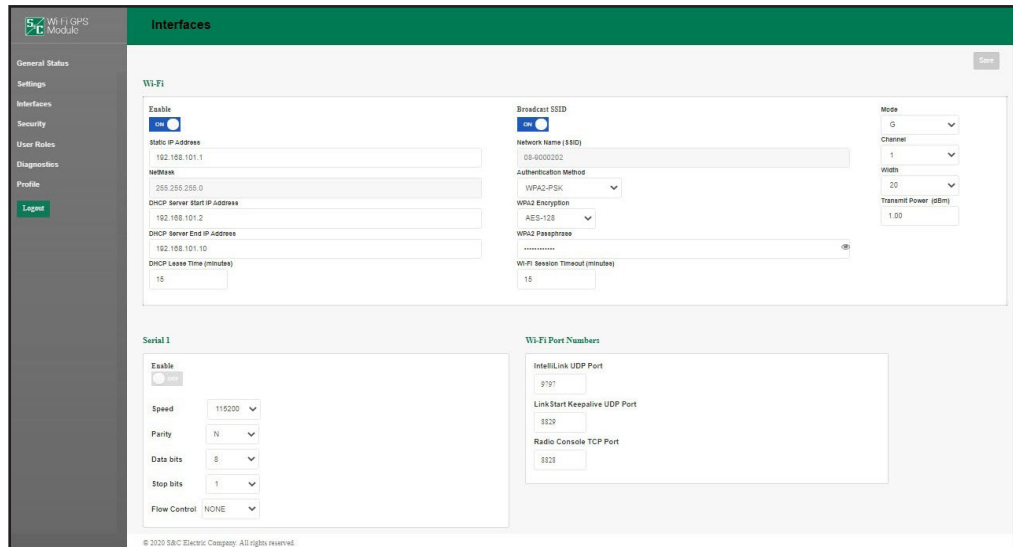 S&C Wi-Fi GPS
Module
Interfaces
General Status
Settings
Interfaces
Security
User Roles
Diagnostics
Profile
Logout
Save
Wi-Fi
Enable
ON
Static IP Address
192.168.101.1
NetMask
255.255.255.0
DHCP Server Start IP Address
192.168.101.2
DHCP Server End IP Address
192.168.101.10
DHCP Lease Time (minutes)
15
Broadcast SSID
ON
Network Name (SSID)
08-9000202
Authentication Method
WPA2-PSK
WPA2 Encryption
AES-128
WPA2 Passphrase
••••••••••••
Wi-Fi Session Timeout (minutes)
15
Mode
G
Channel
1
Width
20
Transmit Power (dBm)
1.00
Serial 1
Enable
OFF
Speed 115200
Parity N
Data bits 8
Stop bits 1
Flow Control NONE
Wi-Fi Port Numbers
IntelliLink UDP Port
9797
LinkStart Keepalive UDP Port
8829
Radio Console TCP Port
8828
© 2020 S&C Electric Company. All rights reserved.